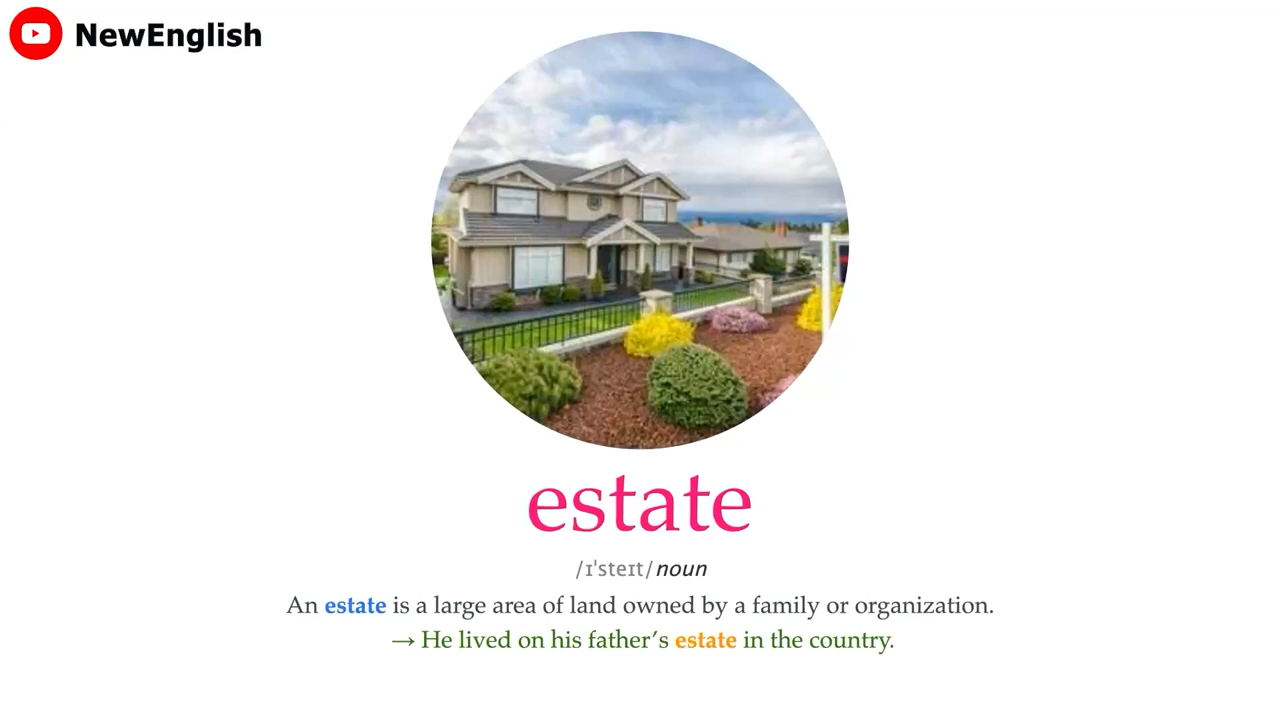 NewEnglish
estate
/ɪˈsteɪt/noun
An estate is a large area of land owned by a family or organization.
→ He lived on his father’s estate in the country.